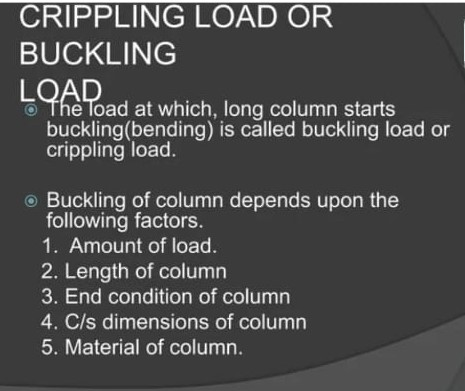 CRIPPLING LOAD OR
BUCKLING
LOAD
The load at which, long column starts
buckling(bending) is called buckling load or
crippling load.
Buckling of column depends upon the
following factors.
1. Amount of load.
2. Length of column
3. End condition of column
4. C/s dimensions of column
5. Material of column.